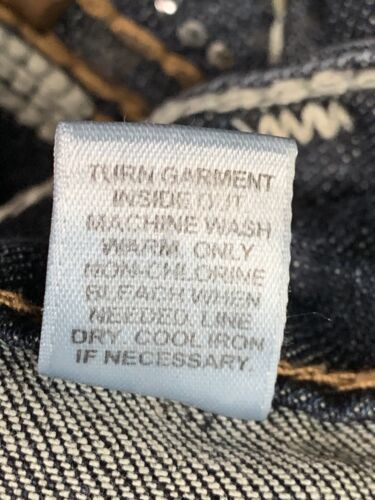 TURN GARMENT
INSIDE OUT
MACHINE WASH
WARM. ONLY
NON-CHLORINE
BLEACH WHEN
NEEDED. LINE
DRY. COOL IRON
IF NECESSARY.